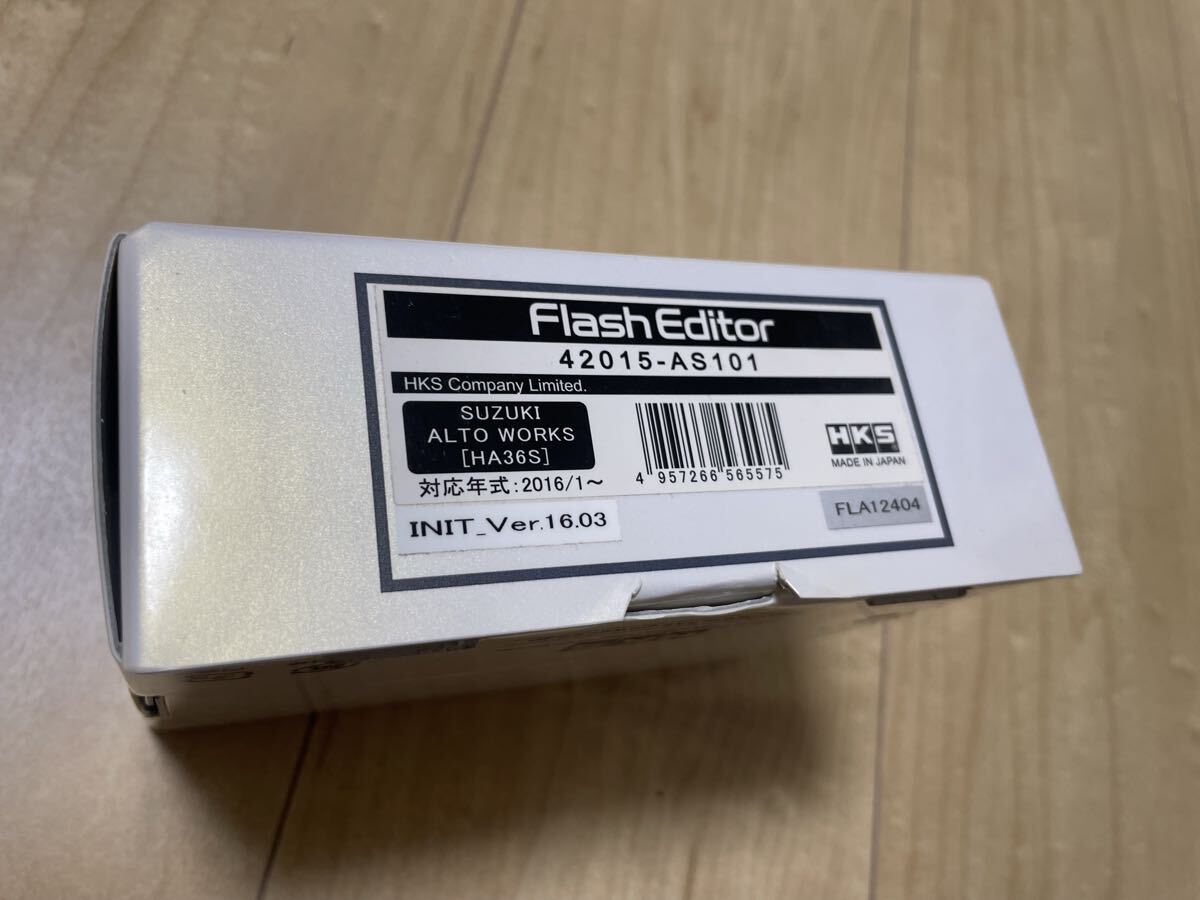 Flash Editor
42015-AS101
HKS Company Limited.
SUZUKI
ALTO WORKS
[HA36S]
対応年式:2016/1～
4 957266 565575
HKS
MADE IN JAPAN
INIT_Ver.16.03
FLA12404